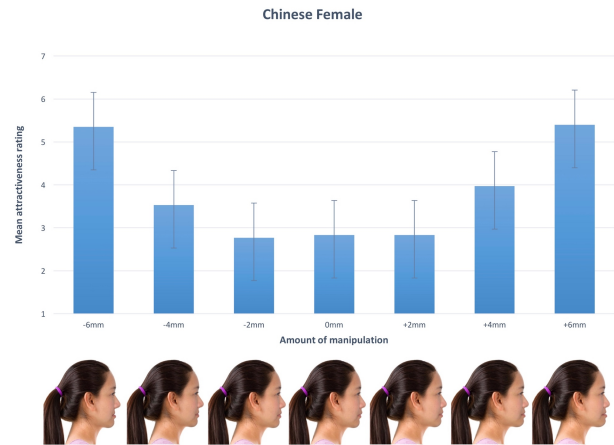 Chinese Female
Mean attractiveness rating
7
6
5
4
3
2
1
-6mm
-4mm
-2mm
0mm
+2mm
+4mm
+6mm
Amount of manipulation